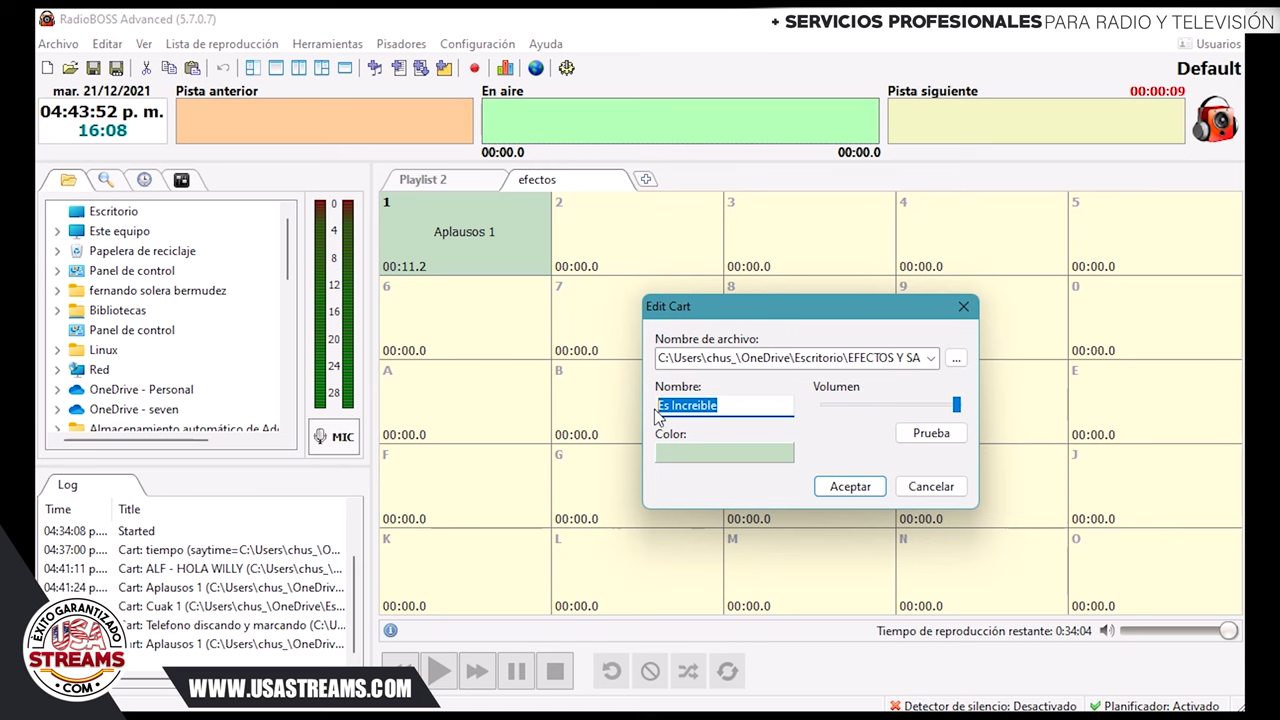 RadioBOSS Advanced (5.7.0.7)
+ SERVICIOS PROFESIONALES PARA RADIO Y TELEVISIÓN
Archivo Editar Ver Lista de reproducción Herramientas Pisadores Configuración Ayuda
Usuarios
Default
mar. 21/12/2021
04:43:52 p. m.
16:08
Pista anterior
En aire
00:00.0 00:00.0
Pista siguiente 00:00:09
Escritorio
Este equipo
Papelera de reciclaje
Panel de control
fernando solera bermudez
Bibliotecas
Panel de control
Linux
Red
OneDrive - Personal
OneDrive - seven
Almacenamiento automático de Ad
0
4
8
12
16
20
24
28
MIC
Playlist 2 efectos
1 2 3 4 5
Aplausos 1
00:11.2 00:00.0 00:00.0 00:00.0 00:00.0
6 7 8 9 0
00:00.0 00:00.0 00:00.0
A B E
00:00.0 00:00.0 00:00.0
F G J
00:00.0 00:00.0 00:00.0 00:00.0 00:00.0
K L M N O
00:00.0 00:00.0 00:00.0 00:00.0 00:00.0
Edit Cart
Nombre de archivo:
C:\Users\chus_\OneDrive\Escritorio\EFECTOS Y SA ...
Nombre: Volumen
Es Increible
Color:
Prueba
Aceptar Cancelar
Log
Time Title
04:34:08 p.... Started
04:37:00 p.... Cart: tiempo (saytime=C:\Users\chus_\O...
04:41:11 p.... Cart: ALF - HOLA WILLY (C:\Users\chus_\...
04:41:24 p.... Cart: Aplausos 1 (C:\Users\chus_\OneDriv...
Cart: Cuak 1 (C:\Users\chus_\OneDrive\Es...
Cart: Telefono discando y marcando (C:\U...
rt: Aplausos 1 (C:\Users\chus_\OneDriv...
Tiempo de reproducción restante: 0:34:04
ÉXITO GARANTIZADO
USA
STREAMS
.COM
WWW.USASTREAMS.COM
Detector de silencio: Desactivado Planificador: Activado